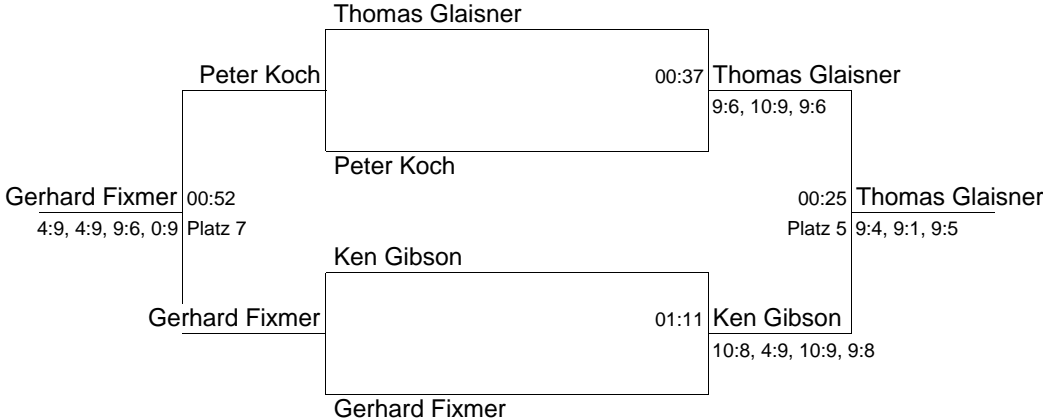 Thomas Glaisner
Peter Koch 00:37 Thomas Glaisner
9:6, 10:9, 9:6
Peter Koch
Gerhard Fixmer 00:52 00:25 Thomas Glaisner
4:9, 4:9, 9:6, 0:9 Platz 7 Platz 5 9:4, 9:1, 9:5
Ken Gibson
Gerhard Fixmer 01:11 Ken Gibson
10:8, 4:9, 10:9, 9:8
Gerhard Fixmer